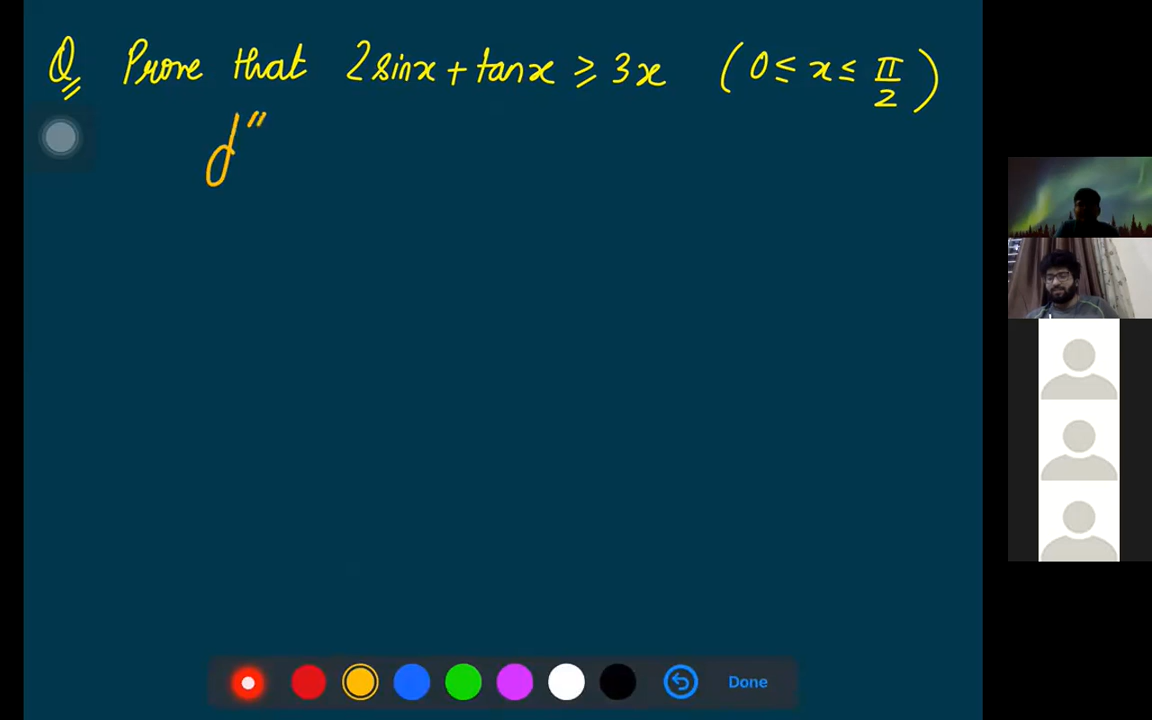 Q Prove that 2sinx + tanx ≥ 3x (0 ≤ x ≤ π/2)
d"
Done